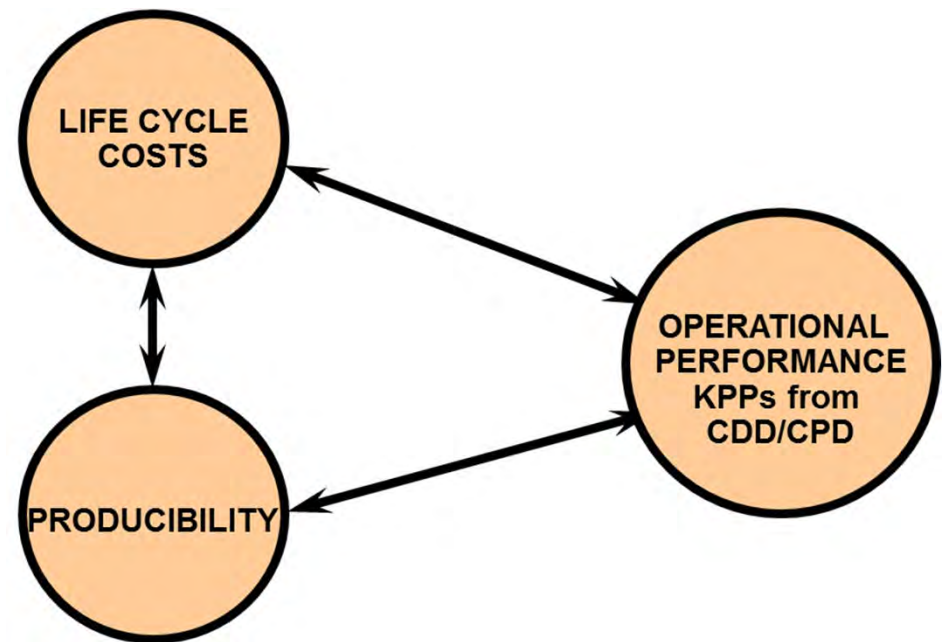 LIFE CYCLE
COSTS
OPERATIONAL
PERFORMANCE
KPPs from
CDD/CPD
PRODUCIBILITY